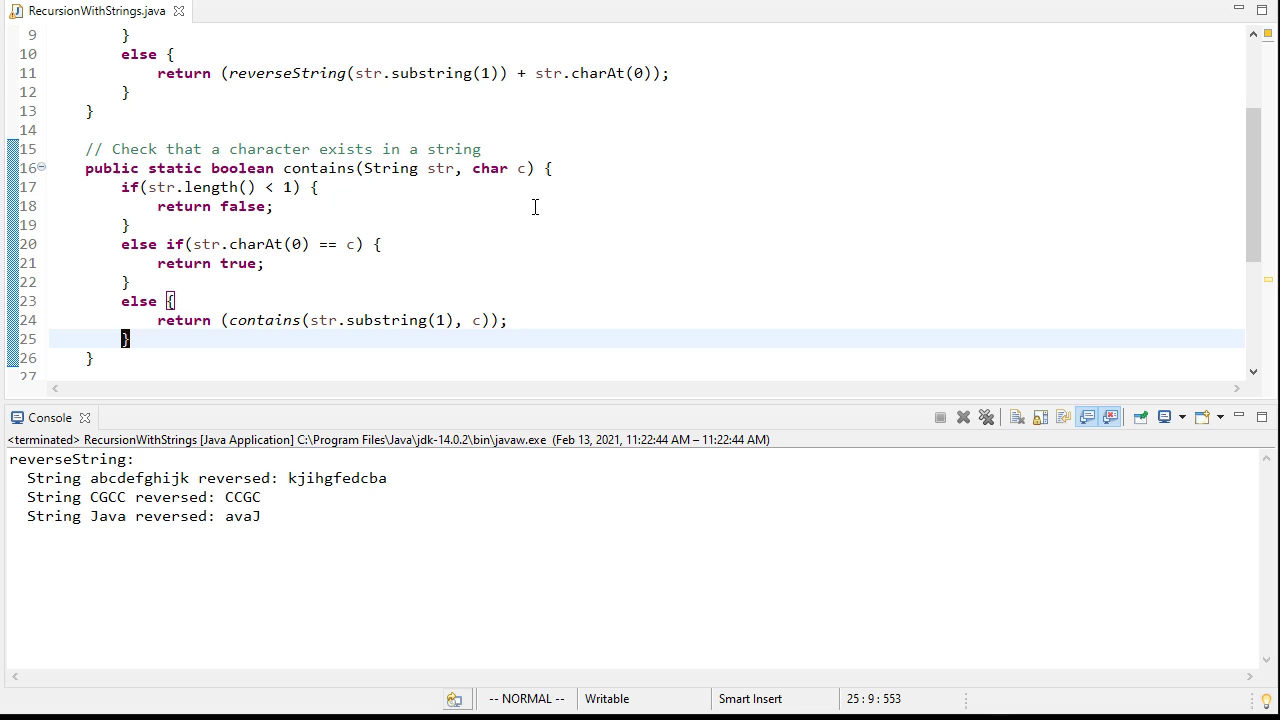 RecursionWithStrings.java
9 }
10 else {
11 return (reverseString(str.substring(1)) + str.charAt(0));
12 }
13 }
14
15 // Check that a character exists in a string
16 public static boolean contains(String str, char c) {
17 if(str.length() < 1) {
18 return false;
19 }
20 else if(str.charAt(0) == c) {
21 return true;
22 }
23 else {
24 return (contains(str.substring(1), c));
25 }
26 }
27
Console
<terminated> RecursionWithStrings [Java Application] C:\Program Files\Java\jdk-14.0.2\bin\javaw.exe (Feb 13, 2021, 11:22:44 AM – 11:22:44 AM)
reverseString:
String abcdefghijk reversed: kjihgfedcba
String CGCC reversed: CCGC
String Java reversed: avaJ
-- NORMAL -- Writable Smart Insert 25 : 9 : 553